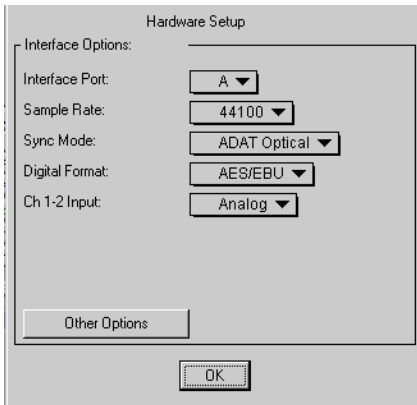 Hardware Setup
Interface Options:
Interface Port: A
Sample Rate: 44100
Sync Mode: ADAT Optical
Digital Format: AES/EBU
Ch 1-2 Input: Analog
Other Options
OK